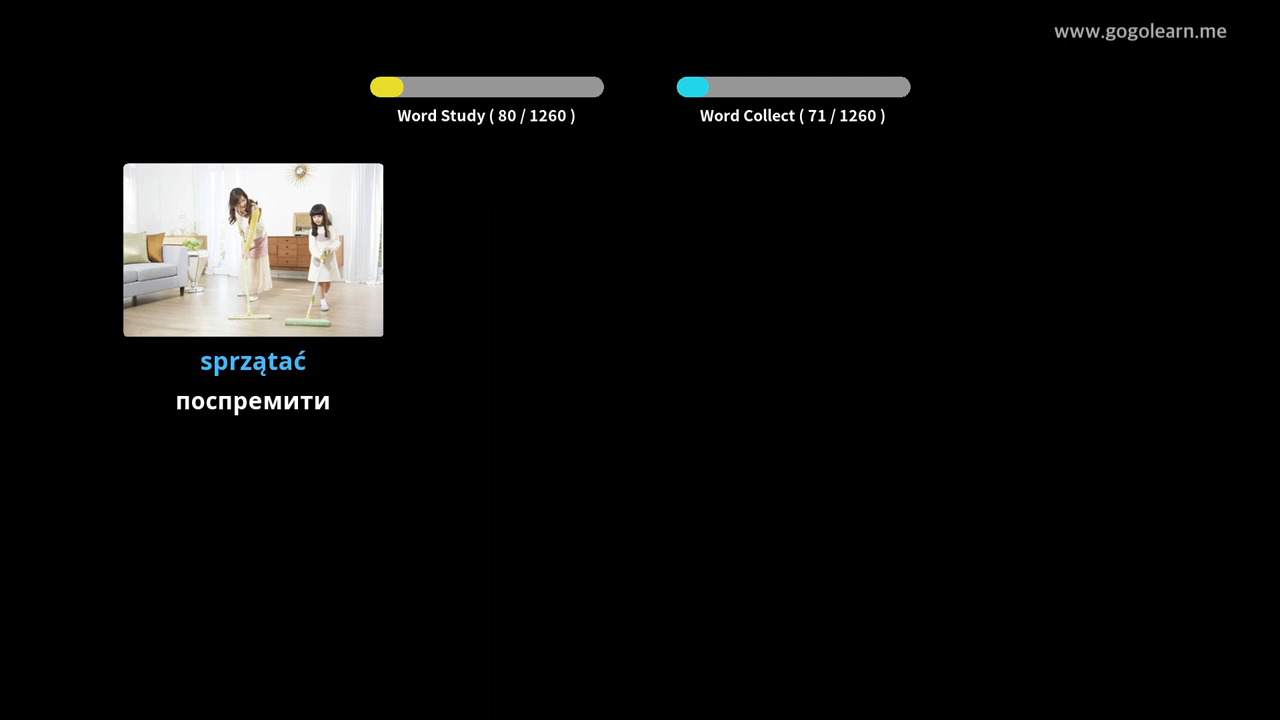 www.gogolearn.me
Word Study ( 80 / 1260 )
Word Collect ( 71 / 1260 )
sprzątać
поспремити